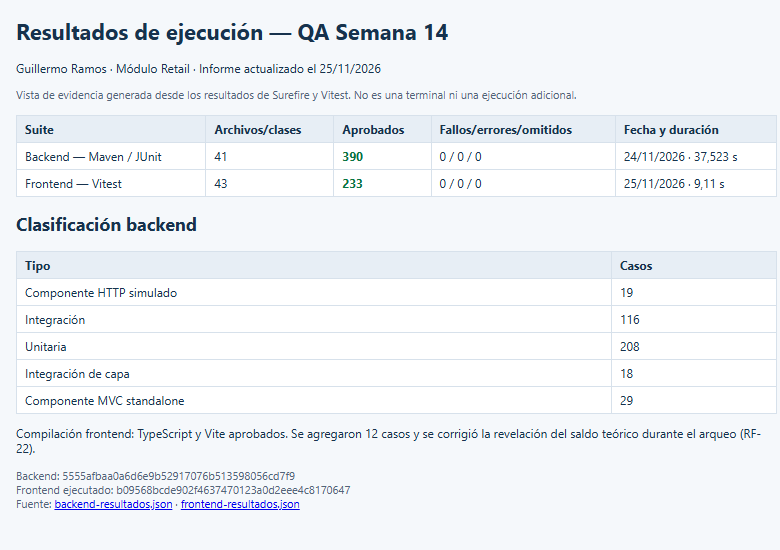 Resultados de ejecución — QA Semana 14
Guillermo Ramos · Módulo Retail · Informe actualizado el 25/11/2026
Vista de evidencia generada desde los resultados de Surefire y Vitest. No es una terminal ni una ejecución adicional.
Suite Archivos/clases Aprobados Fallos/errores/omitidos Fecha y duración
Backend — Maven / JUnit 41 390 0 / 0 / 0 24/11/2026 · 37,523 s
Frontend — Vitest 43 233 0 / 0 / 0 25/11/2026 · 9,11 s
Clasificación backend
Tipo Casos
Componente HTTP simulado 19
Integración 116
Unitaria 208
Integración de capa 18
Componente MVC standalone 29
Compilación frontend: TypeScript y Vite aprobados. Se agregaron 12 casos y se corrigió la revelación del saldo teórico durante el arqueo (RF-
22).
Backend: 5555afbaa0a6d6e9b52917076b513598056cd7f9
Frontend ejecutado: b09568bcde902f4637470123a0d2eee4c8170647
Fuente: backend-resultados.json · frontend-resultados.json